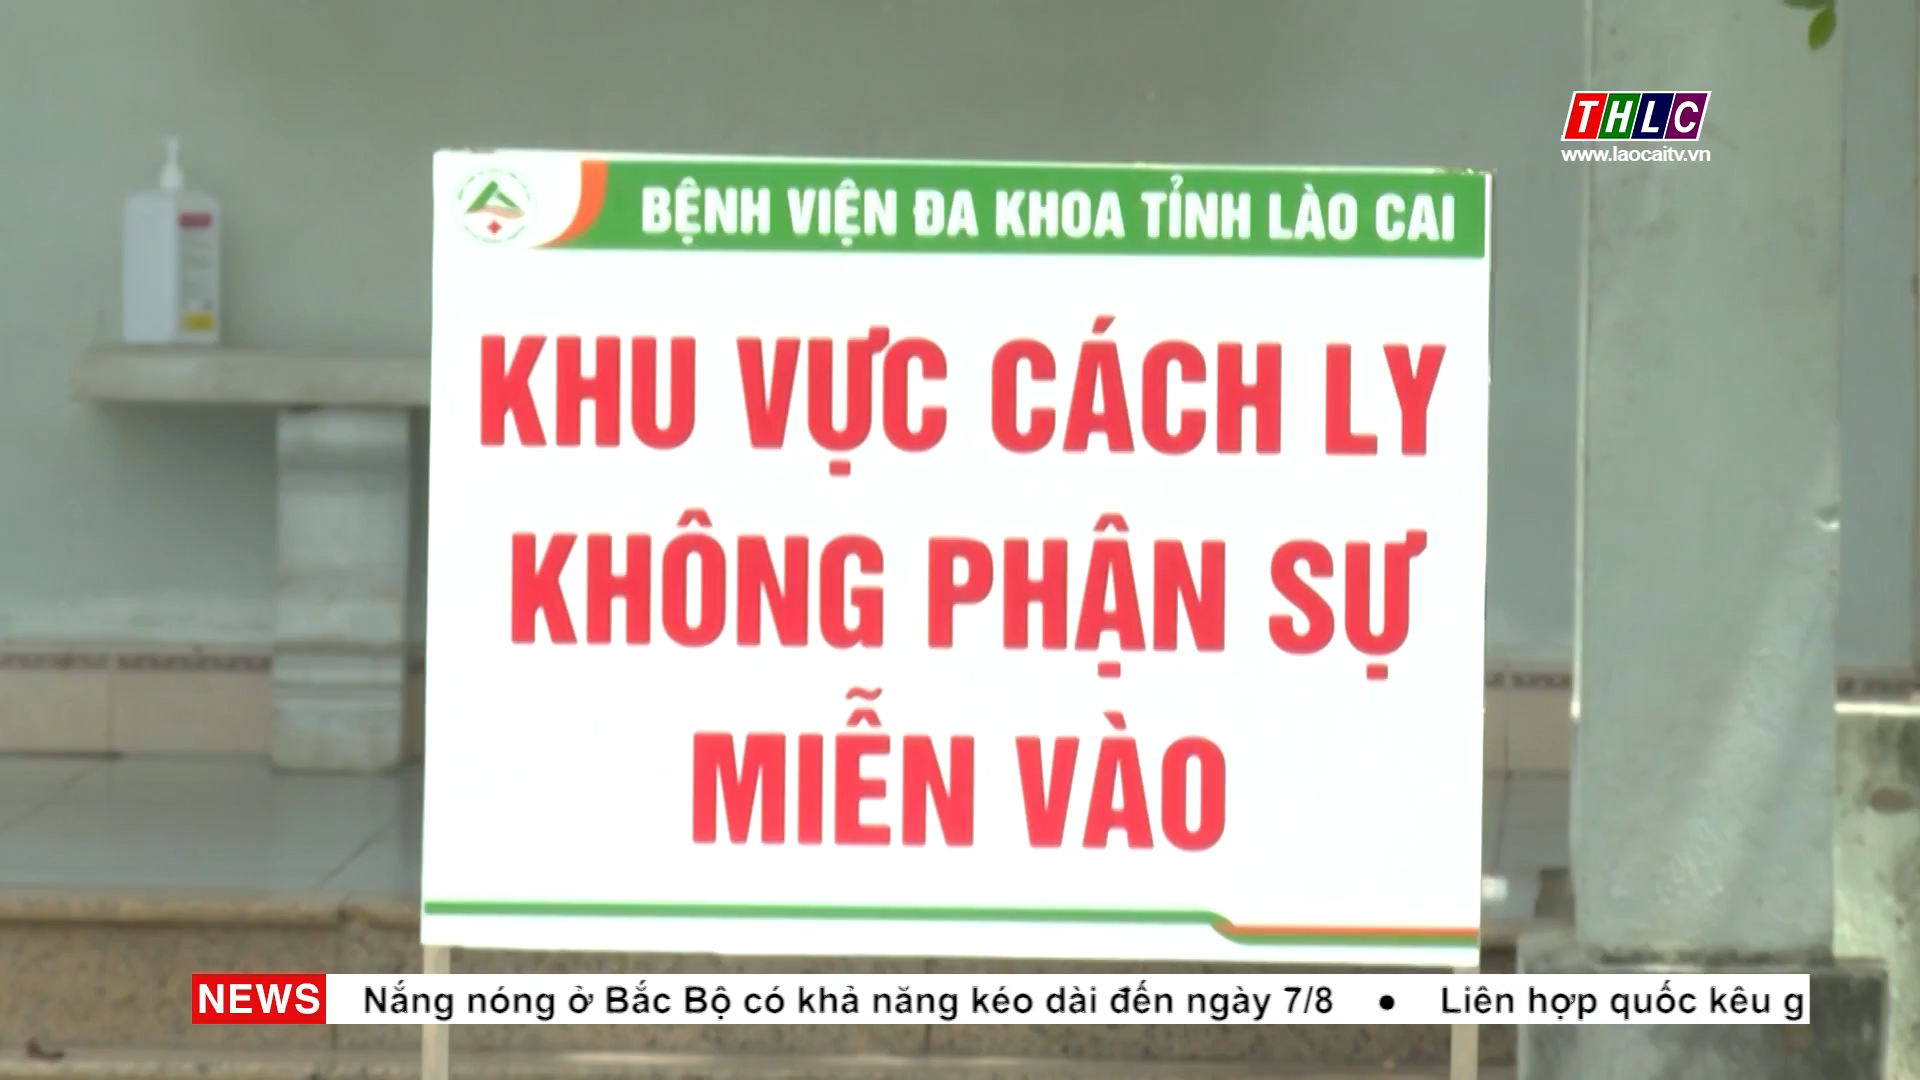 THLC
www.laocaitv.vn
BỆNH VIỆN ĐA KHOA TỈNH LÀO CAI
KHU VỰC CÁCH LY
KHÔNG PHẬN SỰ
MIỄN VÀO
NEWS Nắng nóng ở Bắc Bộ có khả năng kéo dài đến ngày 7/8 • Liên hợp quốc kêu g